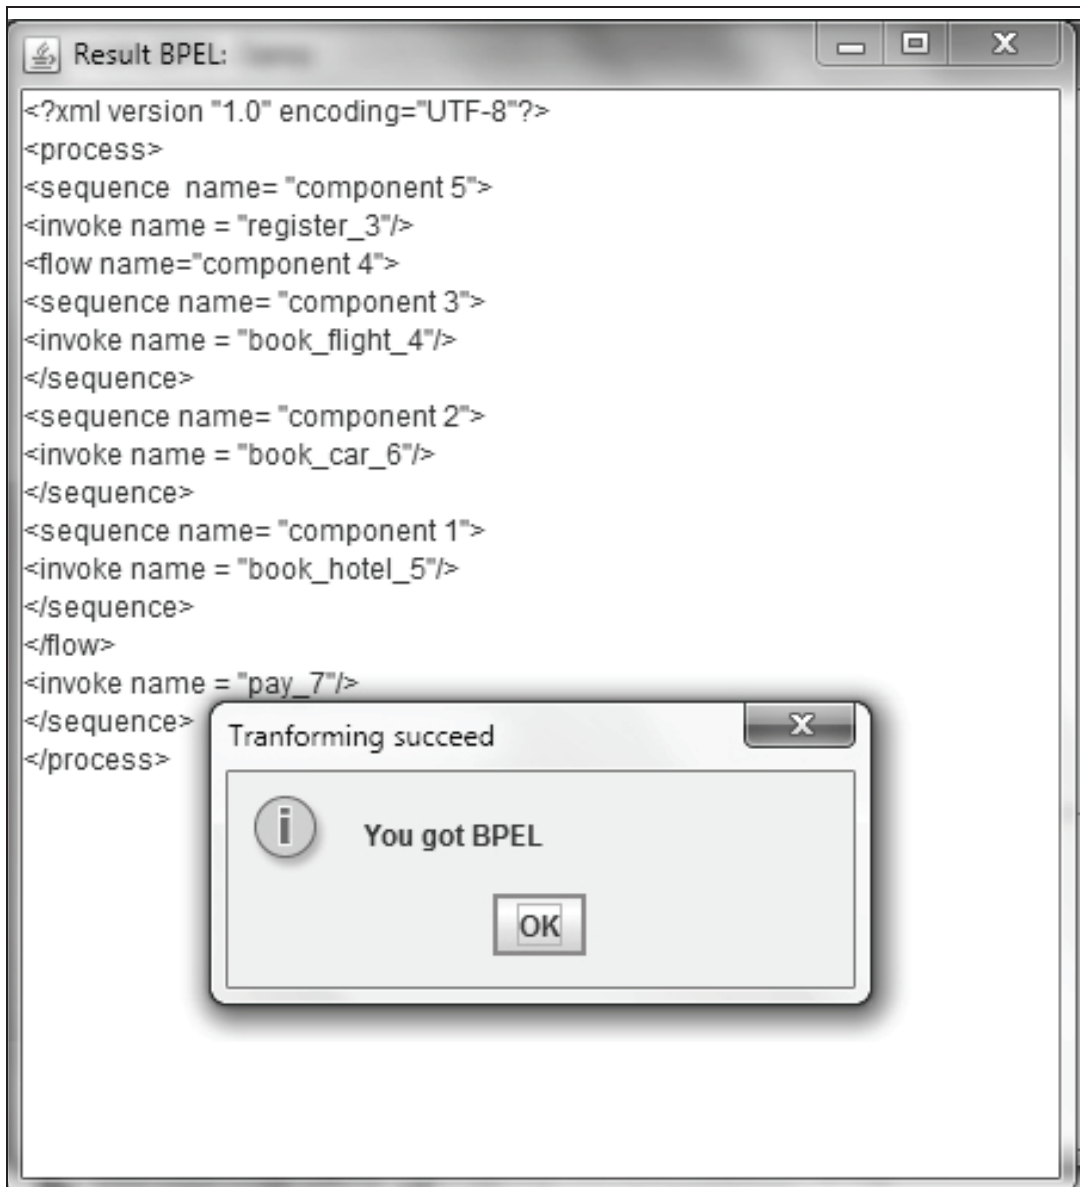 Result BPEL:
<?xml version "1.0" encoding="UTF-8"?>
<process>
<sequence  name= "component 5">
<invoke name = "register_3"/>
<flow name="component 4">
<sequence name= "component 3">
<invoke name = "book_flight_4"/>
</sequence>
<sequence name= "component 2">
<invoke name = "book_car_6"/>
</sequence>
<sequence name= "component 1">
<invoke name = "book_hotel_5"/>
</sequence>
</flow>
<invoke name = "pay_7"/>
</sequence>
</process>
Tranforming succeed
You got BPEL
OK